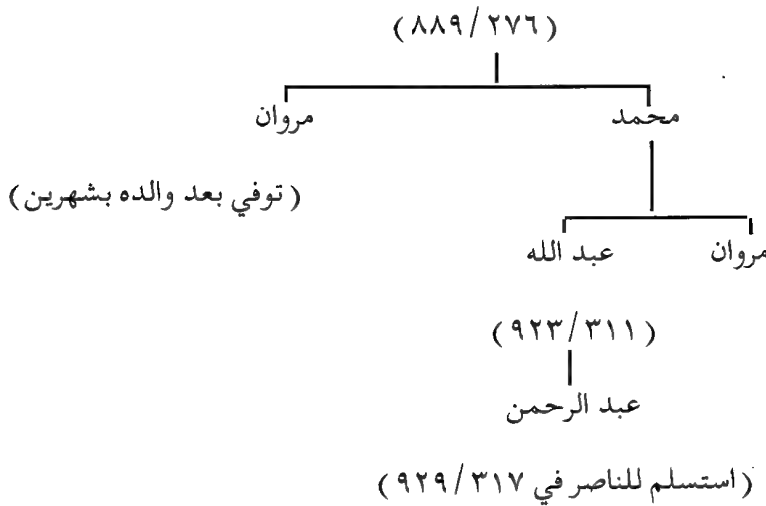 (٨٨٩/٢٧٦)
محمد مروان
(توفي بعد والده بشهرين)
مروان عبد الله
(٩٢٣/٣١١)
عبد الرحمن
(استسلم للناصر في ٩٢٩/٣١٧)